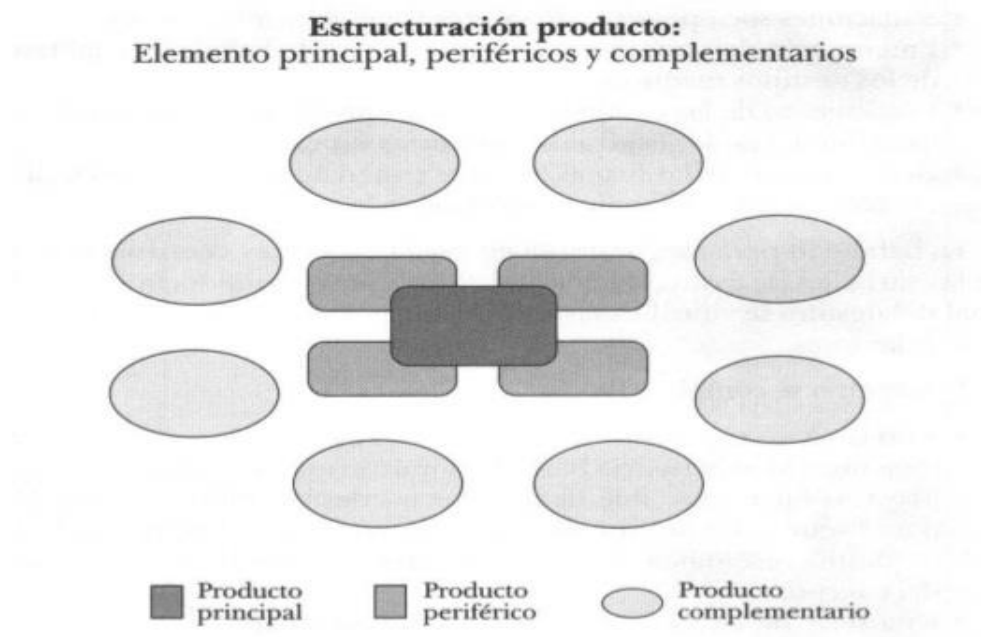 Estructuración producto:
Elemento principal, periféricos y complementarios
Producto
principal
Producto
periférico
Producto
complementario